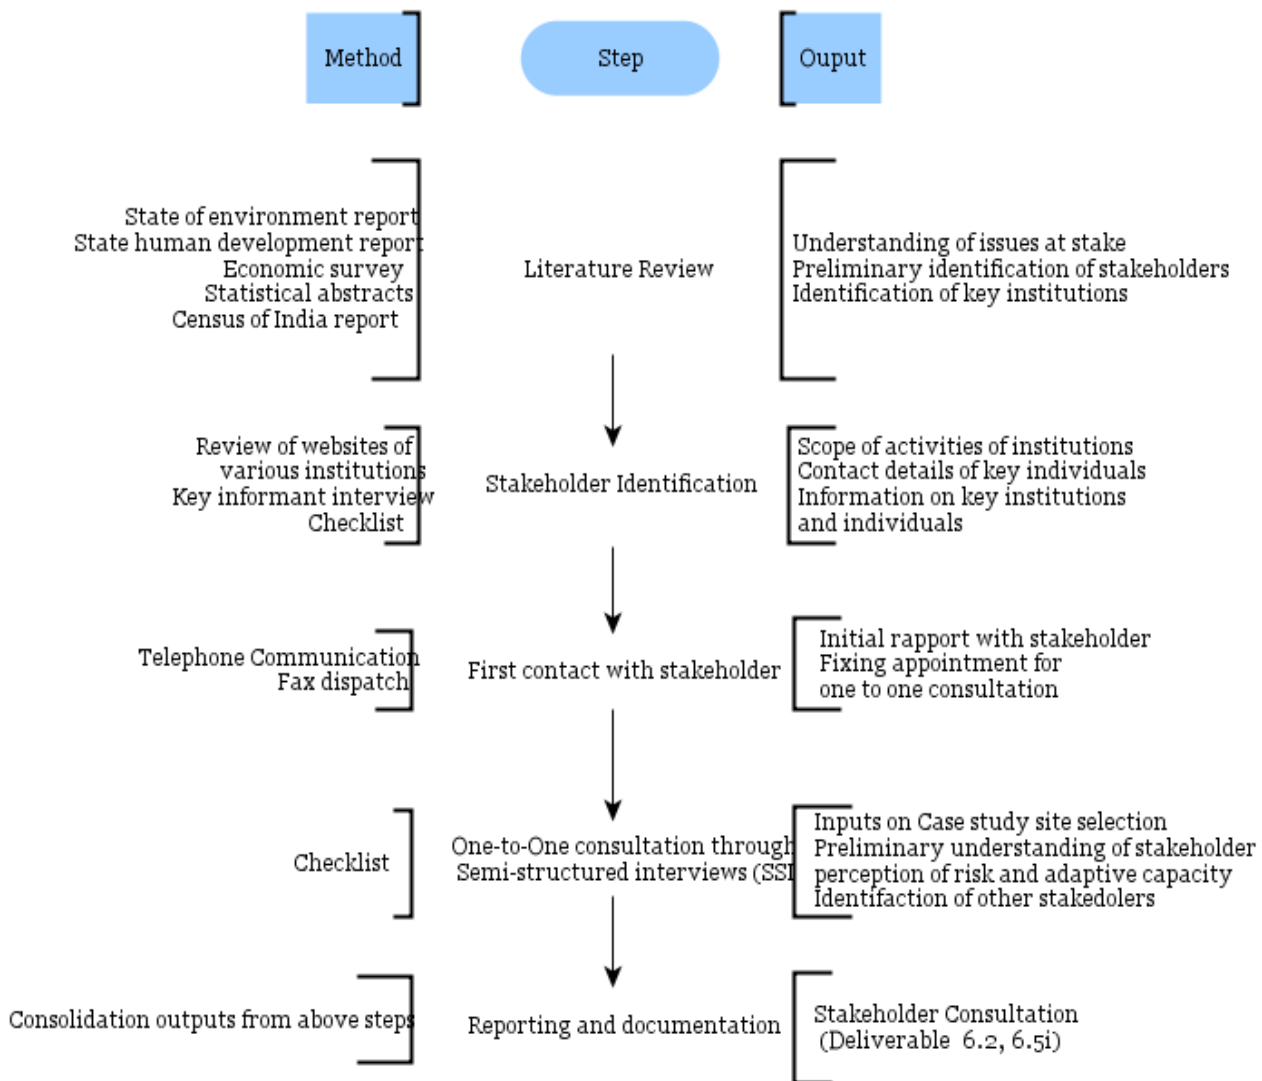 Method
Step
Ouput
State of environment report
State human development report
Economic survey
Statistical abstracts
Census of India report
Literature Review
Understanding of issues at stake
Preliminary identification of stakeholders
Identification of key institutions
Review of websites of
various institutions
Key informant interview
Checklist
Stakeholder Identification
Scope of activities of institutions
Contact details of key individuals
Information on key institutions
and individuals
Telephone Communication
Fax dispatch
First contact with stakeholder
Initial rapport with stakeholder
Fixing appointment for
one to one consultation
Checklist
One-to-One consultation through
Semi-structured interviews (SSI
Inputs on Case study site selection
Preliminary understanding of stakeholder
perception of risk and adaptive capacity
Identifaction of other stakedolers
Consolidation outputs from above steps
Reporting and documentation
Stakeholder Consultation
(Deliverable 6.2, 6.5i)